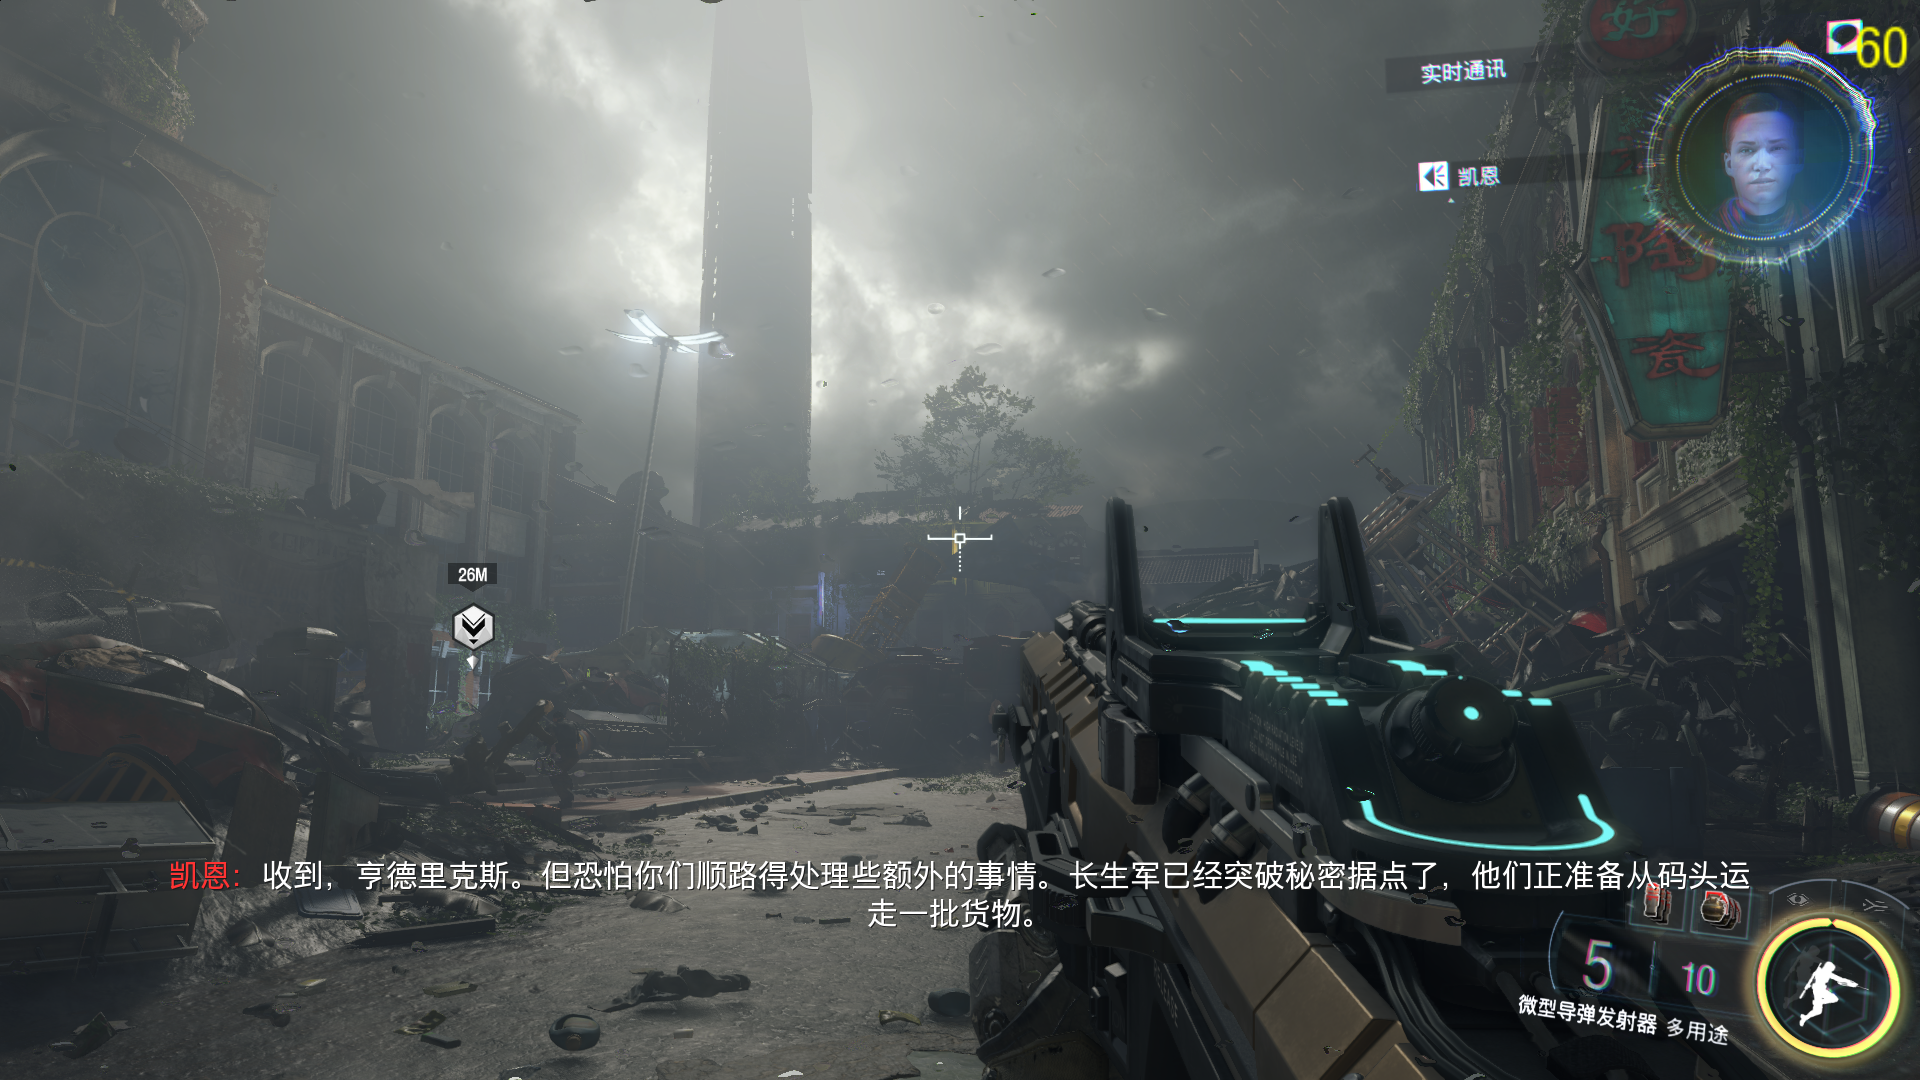 好
60
实时通讯
凯恩
陶
瓷
26M
凯恩：收到，亨德里克斯。但恐怕你们顺路得处理些额外的事情。长生军已经突破秘密据点了，他们正准备从码头运
走一批货物。
5 10
微型导弹发射器 多用途